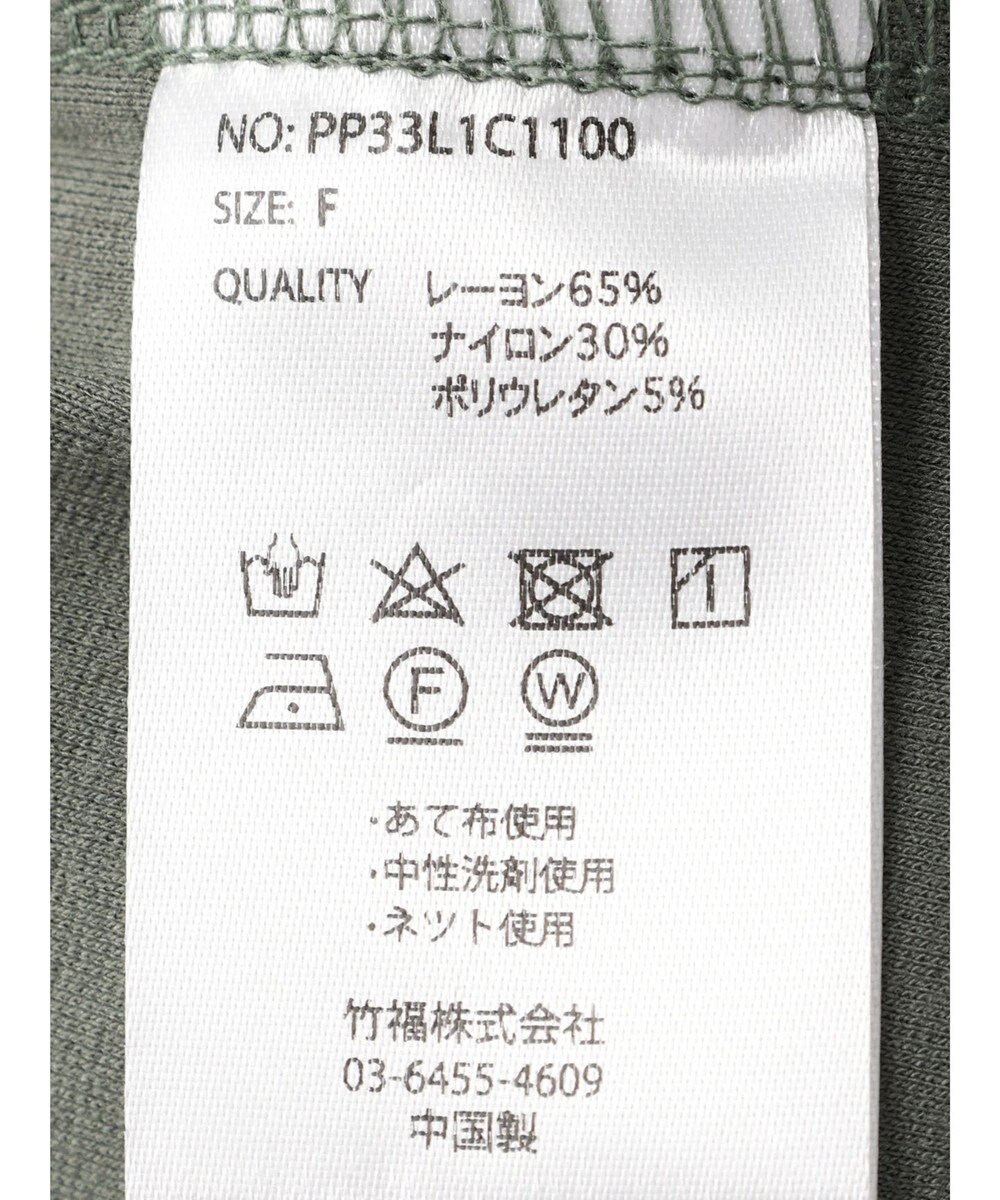 NO: PP33L1C1100
SIZE: F
QUALITY レーヨン65%
ナイロン30%
ポリウレタン5%
F W
・あて布使用
・中性洗剤使用
・ネット使用
竹福株式会社
03-6455-4609
中国製